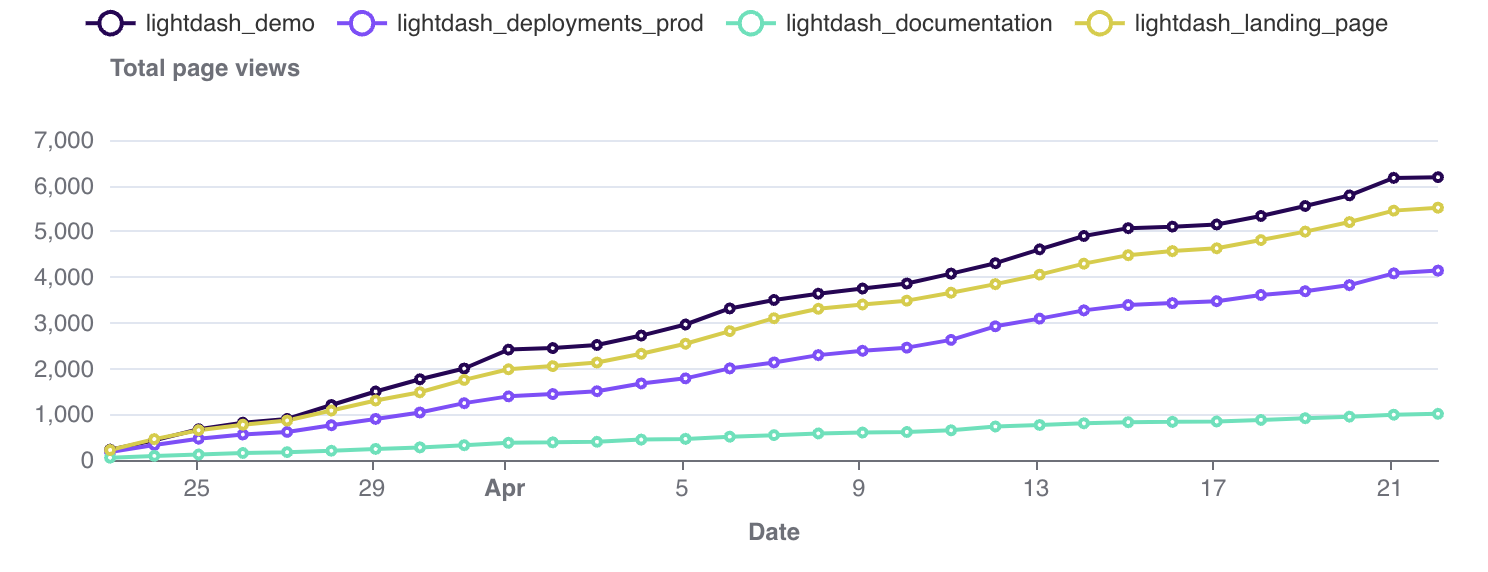 lightdash_demo lightdash_deployments_prod lightdash_documentation lightdash_landing_page
Total page views
7,000
6,000
5,000
4,000
3,000
2,000
1,000
0
25 29 Apr 5 9 13 17 21
Date